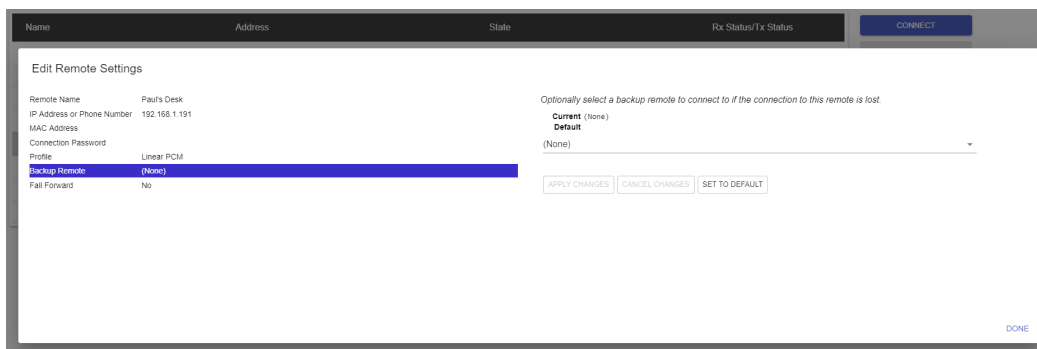 Name Address State Rx Status/Tx Status CONNECT
Edit Remote Settings
Remote Name Paul's Desk
IP Address or Phone Number 192.168.1.191
MAC Address
Connection Password
Profile Linear PCM
Backup Remote (None)
Fall Forward No
Optionally select a backup remote to connect to if the connection to this remote is lost.
Current (None)
Default
(None)
APPLY CHANGES CANCEL CHANGES SET TO DEFAULT
DONE